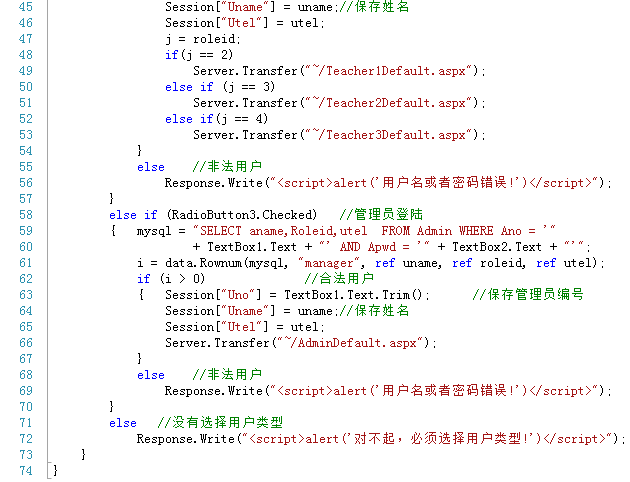 45 Session["Uname"] = uname;//保存姓名
46 Session["Utel"] = utel;
47 j = roleid;
48 if(j == 2)
49 Server.Transfer("~/Teacher1Default.aspx");
50 else if (j == 3)
51 Server.Transfer("~/Teacher2Default.aspx");
52 else if(j == 4)
53 Server.Transfer("~/Teacher3Default.aspx");
54 }
55 else //非法用户
56 Response.Write("<script>alert('用户名或者密码错误!')</script>");
57 }
58 else if (RadioButton3.Checked) //管理员登陆
59 { mysql = "SELECT aname,Roleid,utel FROM Admin WHERE Ano = '"
60 + TextBox1.Text + "' AND Apwd = '" + TextBox2.Text + "'";
61 i = data.Rownum(mysql, "manager", ref uname, ref roleid, ref utel);
62 if (i > 0) //合法用户
63 { Session["Uno"] = TextBox1.Text.Trim(); //保存管理员编号
64 Session["Uname"] = uname;//保存姓名
65 Session["Utel"] = utel;
66 Server.Transfer("~/AdminDefault.aspx");
67 }
68 else //非法用户
69 Response.Write("<script>alert('用户名或者密码错误!')</script>");
70 }
71 else //没有选择用户类型
72 Response.Write("<script>alert('对不起，必须选择用户类型!')</script>");
73 }
74 }